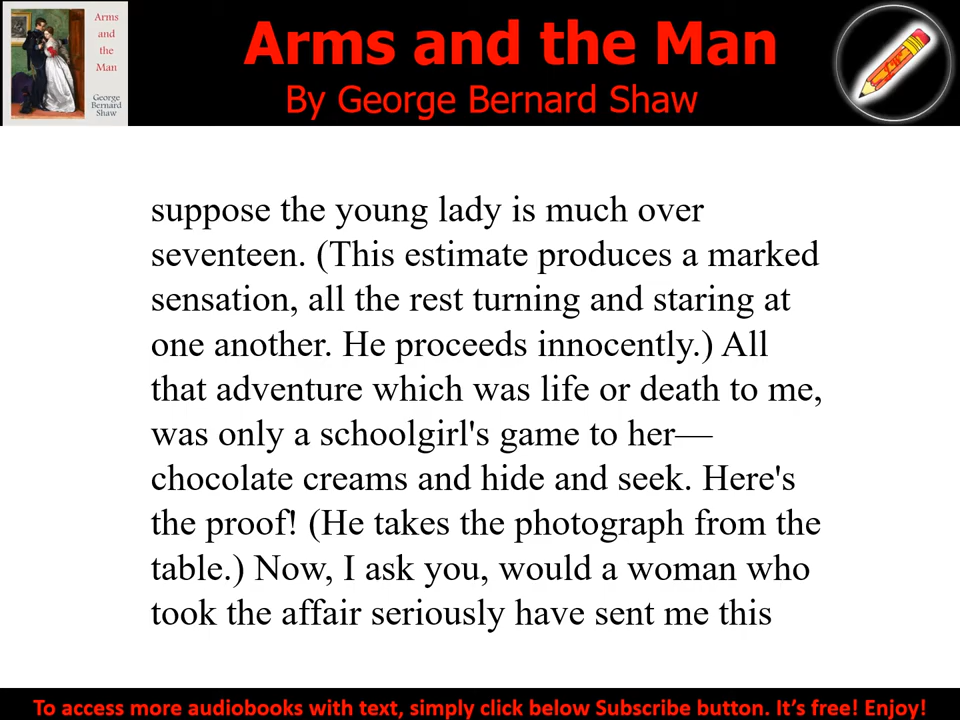 Arms
and
the
Man
George
Bernard
Shaw
Arms and the Man
By George Bernard Shaw
suppose the young lady is much over
seventeen. (This estimate produces a marked
sensation, all the rest turning and staring at
one another. He proceeds innocently.) All
that adventure which was life or death to me,
was only a schoolgirl's game to her—
chocolate creams and hide and seek. Here's
the proof! (He takes the photograph from the
table.) Now, I ask you, would a woman who
took the affair seriously have sent me this
To access more audiobooks with text, simply click below Subscribe button. It's free! Enjoy!